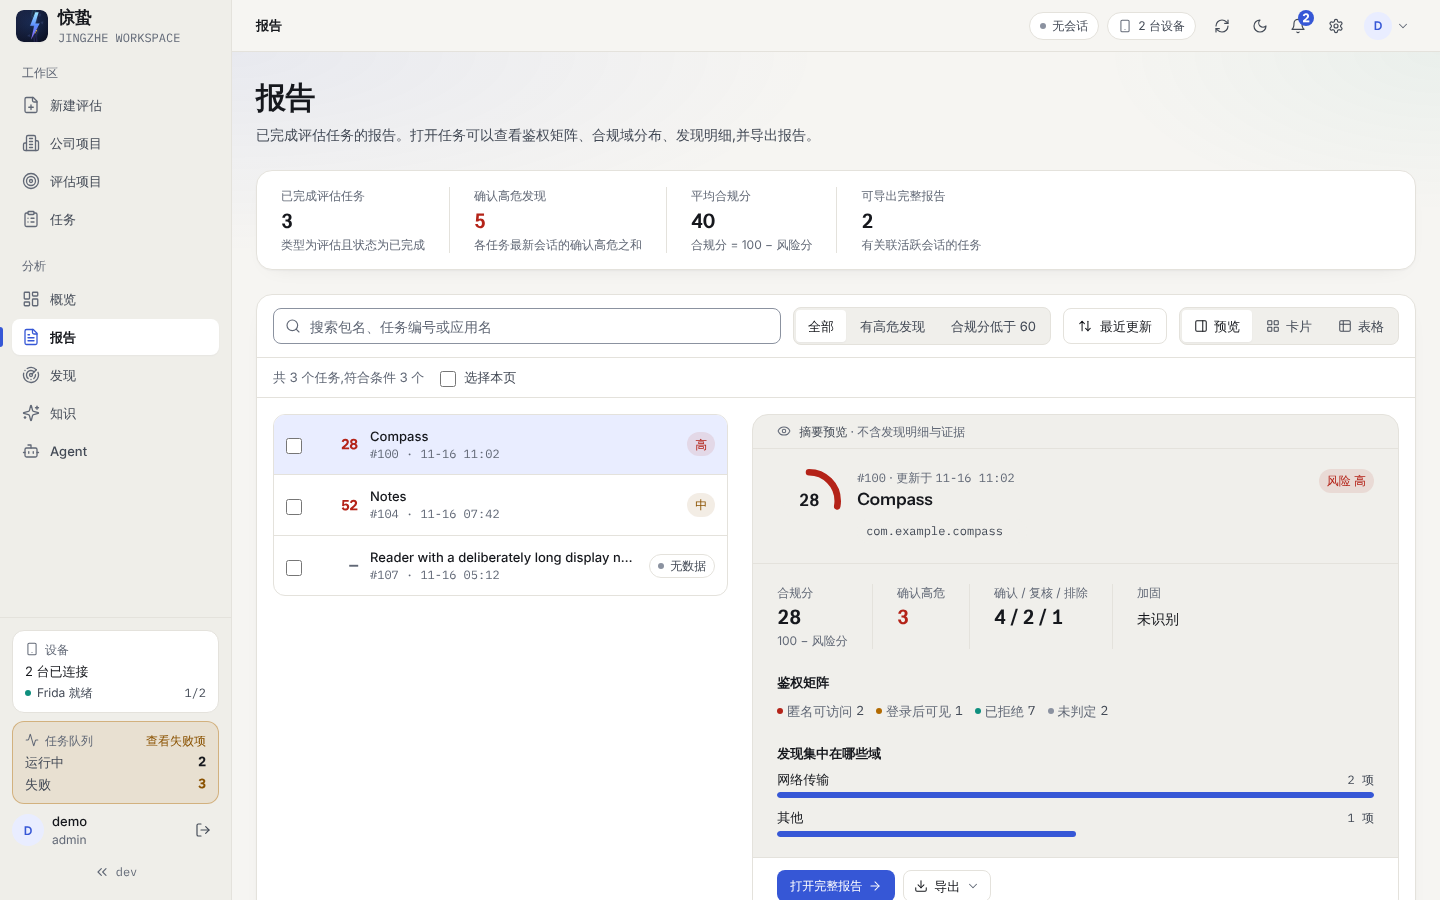 惊蛰
JINGZHE WORKSPACE
工作区
新建评估
公司项目
评估项目
任务
分析
概览
报告
发现
知识
Agent
设备
2 台已连接
Frida 就绪 1/2
任务队列 查看失败项
运行中 2
失败 3
D demo
admin
dev
报告
无会话
2 台设备
2
D
报告
已完成评估任务的报告。打开任务可以查看鉴权矩阵、合规域分布、发现明细,并导出报告。
已完成评估任务
3
类型为评估且状态为已完成
确认高危发现
5
各任务最新会话的确认高危之和
平均合规分
40
合规分 = 100 − 风险分
可导出完整报告
2
有关联活跃会话的任务
搜索包名、任务编号或应用名
全部 有高危发现 合规分低于 60
最近更新
预览 卡片 表格
共 3 个任务,符合条件 3 个 选择本页
28 Compass 高
#100 · 11-16 11:02
52 Notes 中
#104 · 11-16 07:42
– Reader with a deliberately long display n... 无数据
#107 · 11-16 05:12
摘要预览 · 不含发现明细与证据
28
#100 · 更新于 11-16 11:02
Compass
com.example.compass
风险 高
合规分
28
100 − 风险分
确认高危
3
确认 / 复核 / 排除
4 / 2 / 1
加固
未识别
鉴权矩阵
匿名可访问 2 登录后可见 1 已拒绝 7 未判定 2
发现集中在哪些域
网络传输 2 项
其他 1 项
打开完整报告
导出